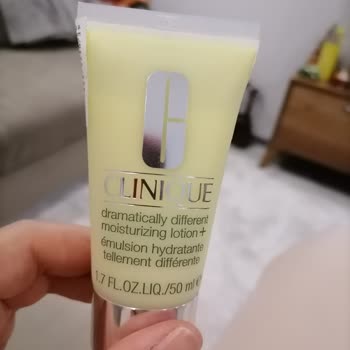 CLINIQUE
dramatically different
moisturizing lotion+
émulsion hydratante
tellement différente
1.7 FL.OZ.LIQ./50 ml e